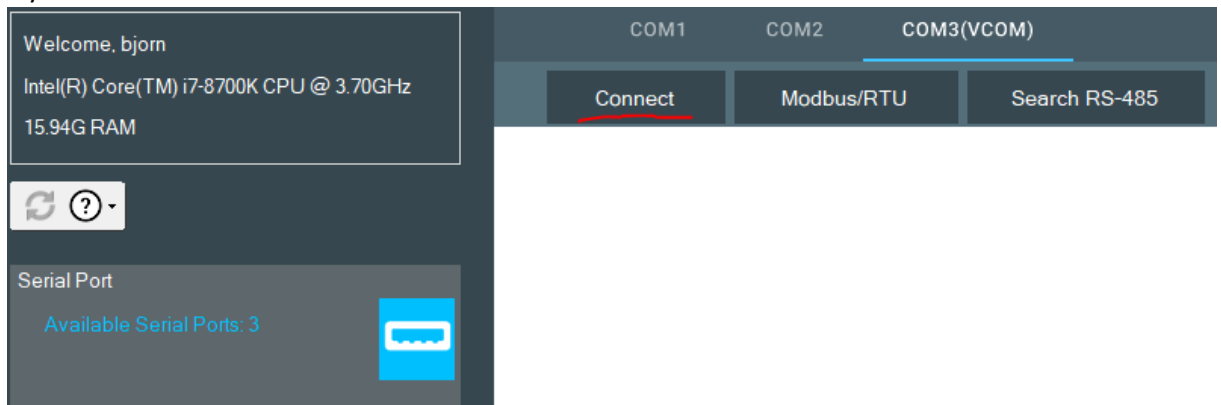 Welcome, bjorn
Intel(R) Core(TM) i7-8700K CPU @ 3.70GHz
15.94G RAM
Serial Port
Available Serial Ports: 3
COM1 COM2 COM3(VCOM)
Connect Modbus/RTU Search RS-485